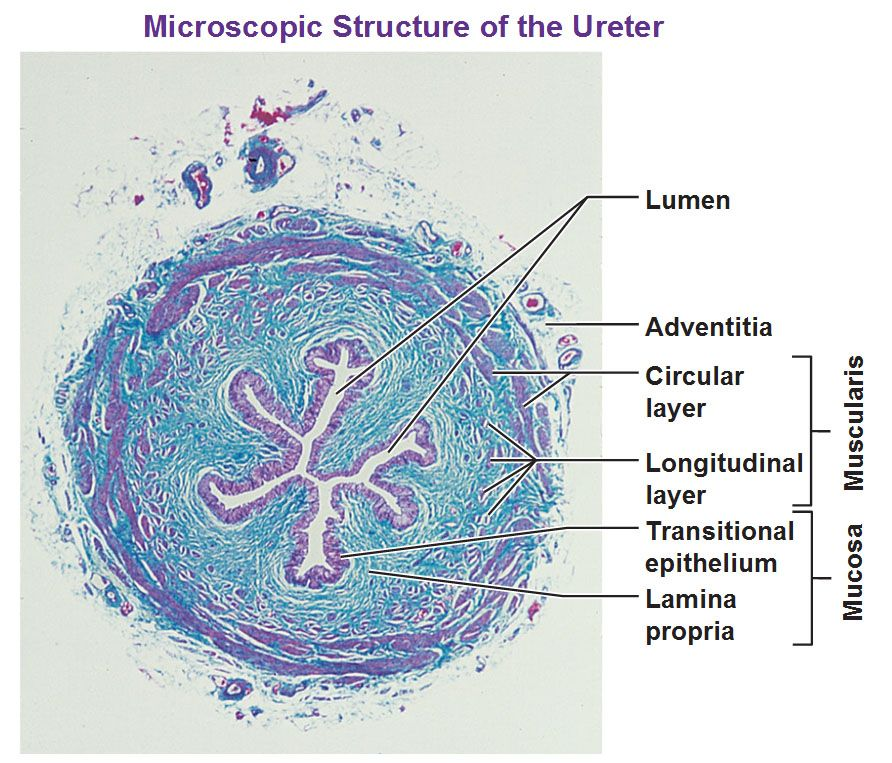 Microscopic Structure of the Ureter
Lumen
Adventitia
Circular
layer
Longitudinal
layer
Muscularis
Transitional
epithelium
Lamina
propria
Mucosa